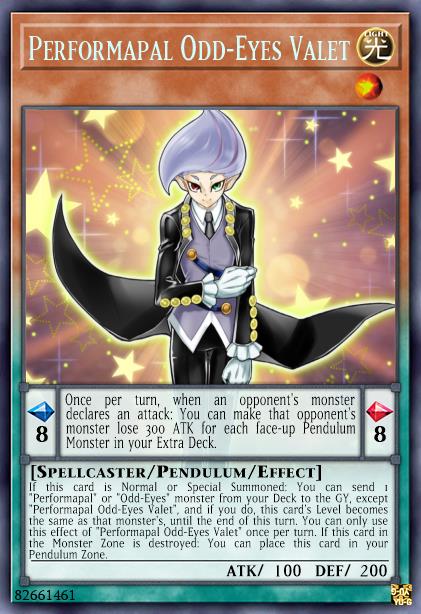 Performapal Odd-Eyes Valet
LIGHT
光
Once per turn, when an opponent's monster
declares an attack: You can make that opponent's
monster lose 300 ATK for each face-up Pendulum
Monster in your Extra Deck.
8
8
[Spellcaster/Pendulum/Effect]
If this card is Normal or Special Summoned: You can send 1
"Performapal" or "Odd-Eyes" monster from your Deck to the GY, except
"Performapal Odd-Eyes Valet", and if you do, this card's Level becomes
the same as that monster's, until the end of this turn. You can only use
this effect of "Performapal Odd-Eyes Valet" once per turn. If this card in
the Monster Zone is destroyed: You can place this card in your
Pendulum Zone.
ATK/ 100 DEF/ 200
82661461